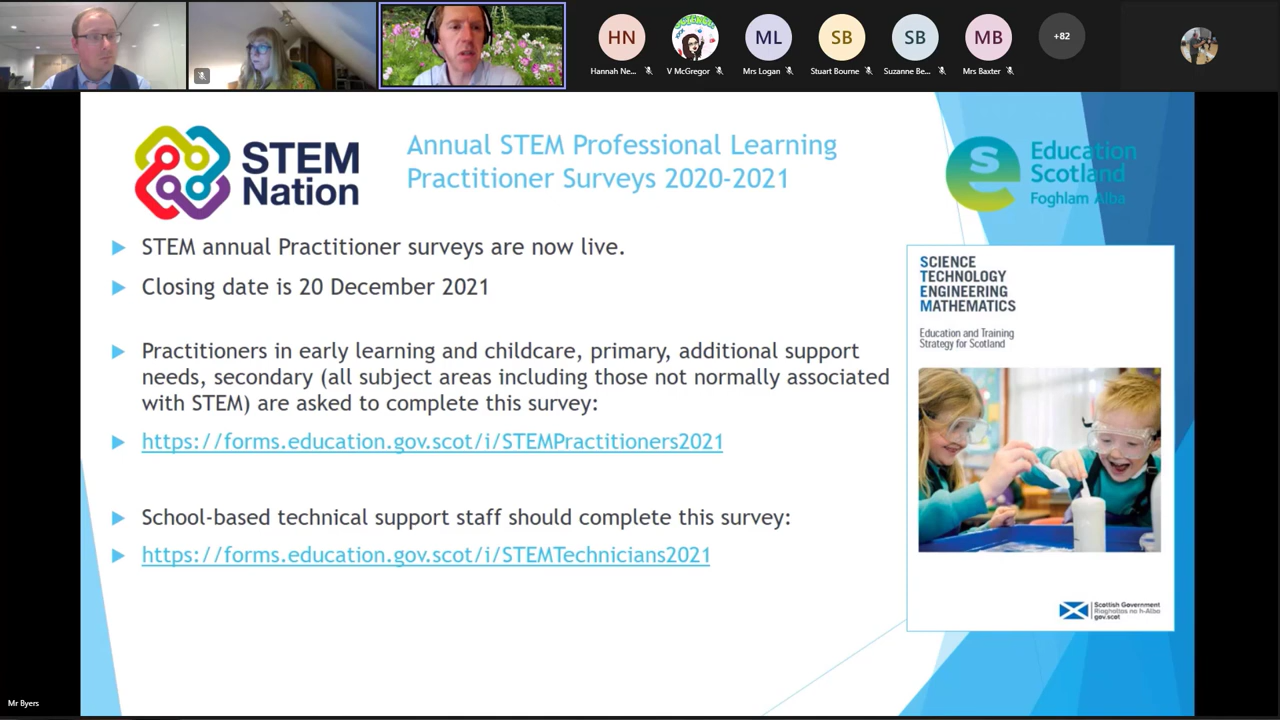 HN
ML
SB
SB
MB
+82
Hannah Ne...
V McGregor
Mrs Logan
Stuart Bourne
Suzanne Be...
Mrs Baxter
STEM
Nation
Annual STEM Professional Learning
Practitioner Surveys 2020-2021
Education
Scotland
Foghlam Alba
STEM annual Practitioner surveys are now live.
Closing date is 20 December 2021
Practitioners in early learning and childcare, primary, additional support
needs, secondary (all subject areas including those not normally associated
with STEM) are asked to complete this survey:
https://forms.education.gov.scot/i/STEMPractitioners2021
School-based technical support staff should complete this survey:
https://forms.education.gov.scot/i/STEMTechnicians2021
SCIENCE
TECHNOLOGY
ENGINEERING
MATHEMATICS
Education and Training
Strategy for Scotland
Scottish Government
Riaghaltas na h-Alba
gov.scot
Mr Byers